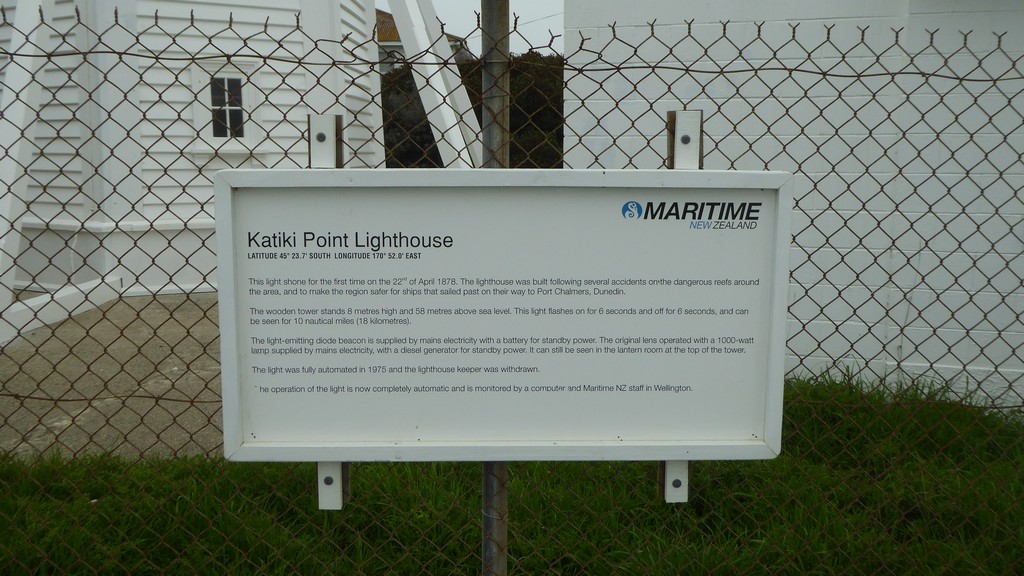 MARITIME
NEW ZEALAND
Katiki Point Lighthouse
LATITUDE 45° 23.7' SOUTH LONGITUDE 170° 52.0' EAST
This light shone for the first time on the 22nd of April 1878. The lighthouse was built following several accidents on the dangerous reefs around
the area, and to make the region safer for ships that sailed past on their way to Port Chalmers, Dunedin.
The wooden tower stands 8 metres high and 58 metres above sea level. This light flashes on for 6 seconds and off for 6 seconds, and can
be seen for 10 nautical miles (18 kilometres).
The light-emitting diode beacon is supplied by mains electricity with a battery for standby power. The original lens operated with a 1000-watt
lamp supplied by mains electricity, with a diesel generator for standby power. It can still be seen in the lantern room at the top of the tower.
The light was fully automated in 1975 and the lighthouse keeper was withdrawn.
he operation of the light is now completely automatic and is monitored by a computer and Maritime NZ staff in Wellington.